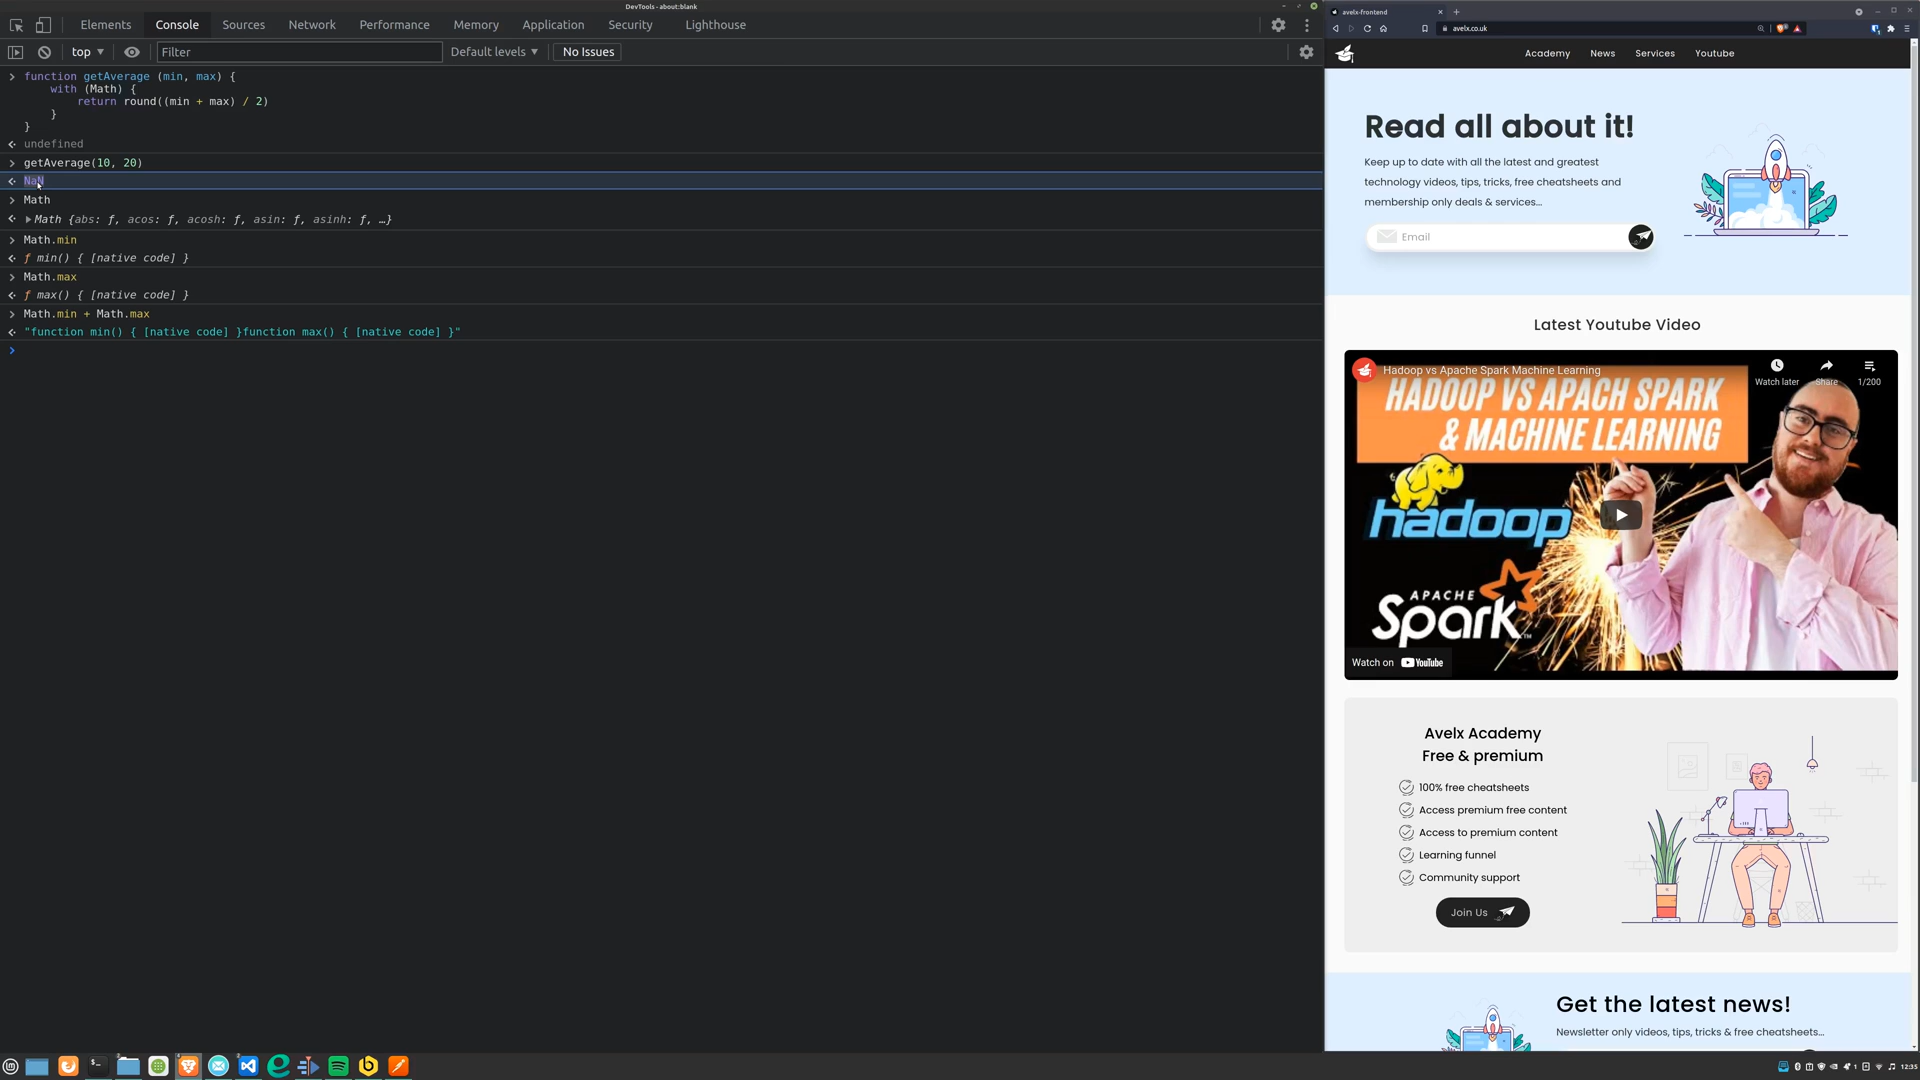 DevTools - about:blank
Elements Console Sources Network Performance Memory Application Security Lighthouse
top Filter Default levels No Issues
function getAverage (min, max) {
with (Math) {
return round((min + max) / 2)
}
}
undefined
getAverage(10, 20)
NaN
Math
Math {abs: ƒ, acos: ƒ, acosh: ƒ, asin: ƒ, asinh: ƒ, …}
Math.min
ƒ min() { [native code] }
Math.max
ƒ max() { [native code] }
Math.min + Math.max
"function min() { [native code] }function max() { [native code] }"
avelx-frontend
avelx.co.uk
Academy News Services Youtube
Read all about it!
Keep up to date with all the latest and greatest
technology videos, tips, tricks, free cheatsheets and
membership only deals & services...
Email
Latest Youtube Video
Hadoop vs Apache Spark Machine Learning
Watch later Share 1/200
HADOOP VS APACH SPARK
& MACHINE LEARNING
hadoop
APACHE
Spark
Watch on YouTube
Avelx Academy
Free & premium
100% free cheatsheets
Access premium free content
Access to premium content
Learning funnel
Community support
Join Us
Get the latest news!
Newsletter only videos, tips, tricks & free cheatsheets...
12:35